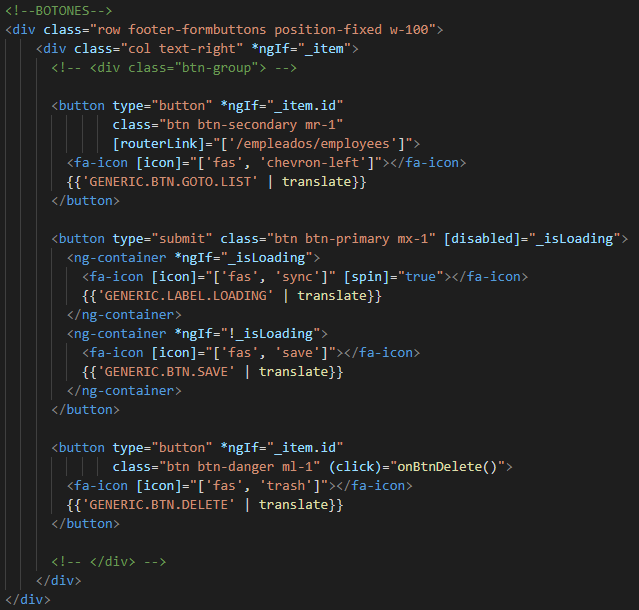 <!--BOTONES-->
<div class="row footer-formbuttons position-fixed w-100">
<div class="col text-right" *ngIf="_item">
<!-- <div class="btn-group"> -->
<button type="button" *ngIf="_item.id"
class="btn btn-secondary mr-1"
[routerLink]="['/empleados/employees']">
<fa-icon [icon]="['fas', 'chevron-left']"></fa-icon>
{{'GENERIC.BTN.GOTO.LIST' | translate}}
</button>
<button type="submit" class="btn btn-primary mx-1" [disabled]="_isLoading">
<ng-container *ngIf="_isLoading">
<fa-icon [icon]="['fas', 'sync']" [spin]="true"></fa-icon>
{{'GENERIC.LABEL.LOADING' | translate}}
</ng-container>
<ng-container *ngIf="!_isLoading">
<fa-icon [icon]="['fas', 'save']"></fa-icon>
{{'GENERIC.BTN.SAVE' | translate}}
</ng-container>
</button>
<button type="button" *ngIf="_item.id"
class="btn btn-danger ml-1" (click)="onBtnDelete()">
<fa-icon [icon]="['fas', 'trash']"></fa-icon>
{{'GENERIC.BTN.DELETE' | translate}}
</button>
<!-- </div> -->
</div>
</div>